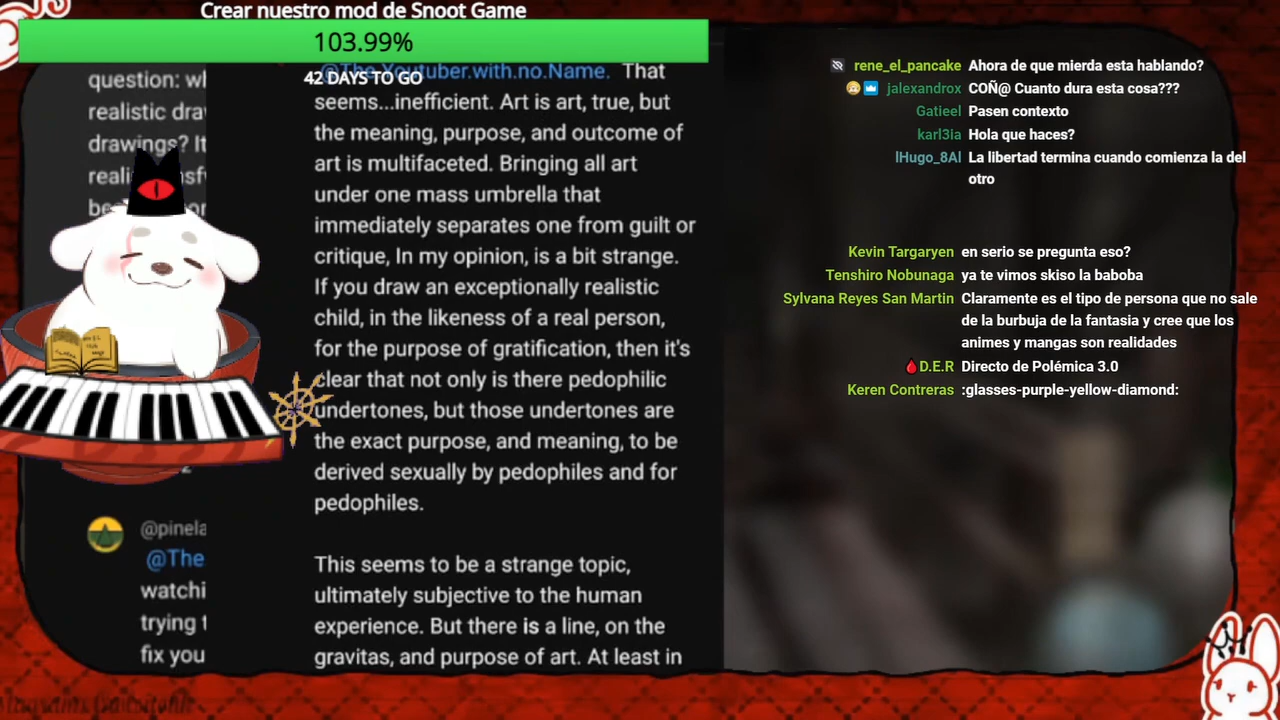 Crear nuestro mod de Snoot Game
103.99%
42 DAYS TO GO
question: wh
realistic dra
drawings? It
reali nsf
be
@pinela
@The
watchi
trying t
fix you
@The.Youtuber.with.no.Name. That
seems...inefficient. Art is art, true, but
the meaning, purpose, and outcome of
art is multifaceted. Bringing all art
under one mass umbrella that
immediately separates one from guilt or
critique, In my opinion, is a bit strange.
If you draw an exceptionally realistic
child, in the likeness of a real person,
for the purpose of gratification, then it's
clear that not only is there pedophilic
undertones, but those undertones are
the exact purpose, and meaning, to be
derived sexually by pedophiles and for
pedophiles.
This seems to be a strange topic,
ultimately subjective to the human
experience. But there is a line, on the
gravitas, and purpose of art. At least in
rene_el_pancake Ahora de que mierda esta hablando?
jalexandrox COÑ@ Cuanto dura esta cosa???
Gatieel Pasen contexto
karl3ia Hola que haces?
lHugo_8Al La libertad termina cuando comienza la del
otro
Kevin Targaryen en serio se pregunta eso?
Tenshiro Nobunaga ya te vimos skiso la baboba
Sylvana Reyes San Martin Claramente es el tipo de persona que no sale
de la burbuja de la fantasia y cree que los
animes y mangas son realidades
D.E.R Directo de Polémica 3.0
Keren Contreras :glasses-purple-yellow-diamond: